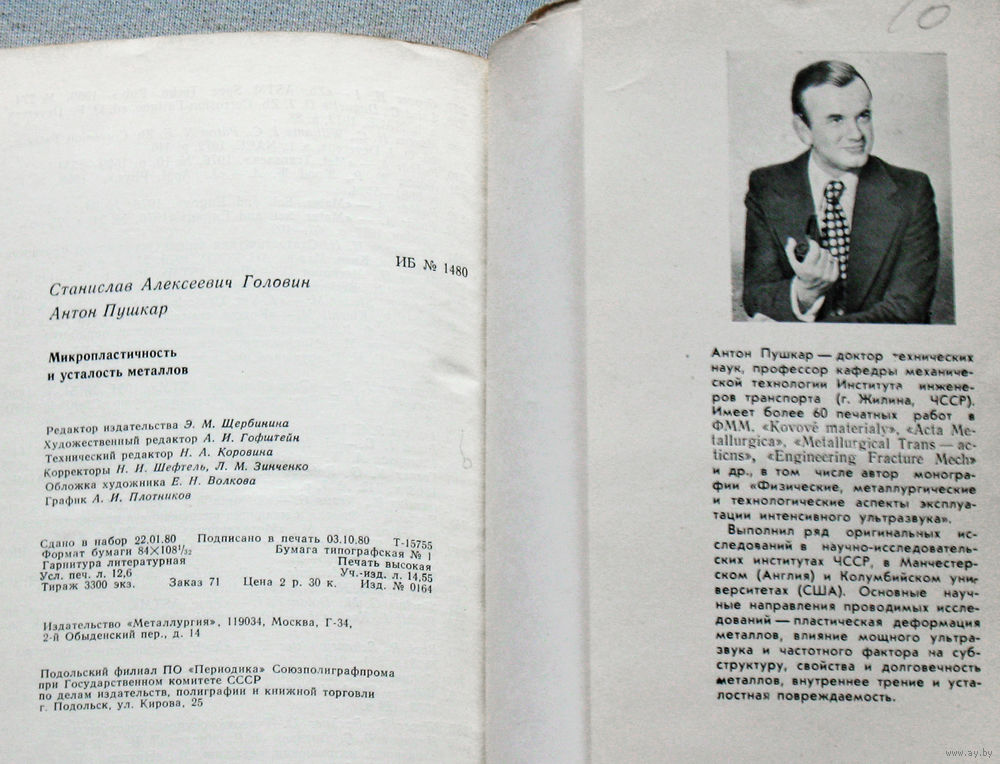 ИБ № 1480
Станислав Алексеевич Головин
Антон Пушкар
Микропластичность
и усталость металлов
Редактор издательства Э. М. Щербинина
Художественный редактор А. И. Гофштейн
Технический редактор Н. А. Коровина
Корректоры Н. И. Шефтель, Л. М. Зинченко
Обложка художника Е. Н. Волкова
График А. И. Плотников
Сдано в набор 22.01.80 Подписано в печать 03.10.80 Т-15755
Формат бумаги 84×108¹/₃₂ Бумага типографская № 1
Гарнитура литературная Печать высокая
Усл. печ. л. 12,6 Уч.-изд. л. 14,55
Тираж 3300 экз. Заказ 71 Цена 2 р. 30 к. Изд. № 0164
Издательство «Металлургия», 119034, Москва, Г-34,
2-й Обыденский пер., д. 14
Подольский филиал ПО «Периодика» Союзполиграфпрома
при Государственном комитете СССР
по делам издательств, полиграфии и книжной торговли
г. Подольск, ул. Кирова, 25
10
Антон Пушкар — доктор технических
наук, профессор кафедры механиче-
ской технологии Института инжене-
ров транспорта (г. Жилина, ЧССР).
Имеет более 60 печатных работ в
ФММ, «Kovové materialy», «Acta Me-
tallurgica», «Metallurgical Trans — ac-
tions», «Engineering Fracture Mech»
и др., в том числе автор моногра-
фии «Физические, металлургические
и технологические аспекты эксплуа-
тации интенсивного ультразвука».
Выполнил ряд оригинальных ис-
следований в научно-исследователь-
ских институтах ЧССР, в Манчестер-
ском (Англия) и Колумбийском уни-
верситетах (США). Основные науч-
ные направления проводимых иссле-
дований — пластическая деформация
металлов, влияние мощного ультра-
звука и частотного фактора на суб-
структуру, свойства и долговечность
металлов, внутреннее трение и уста-
лостная повреждаемость.
www.ay.by